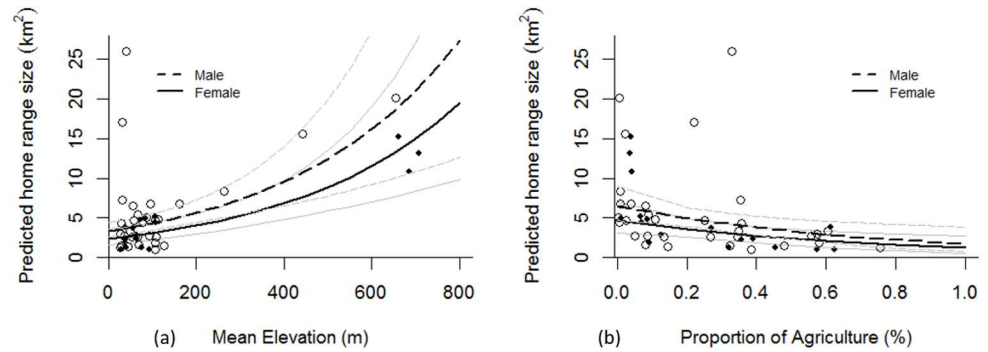 Predicted home range size (km²)
25
20
15
10
5
0
Male
Female
0
200
400
600
800
(a) Mean Elevation (m)
Predicted home range size (km²)
25
20
15
10
5
0
Male
Female
0.0
0.2
0.4
0.6
0.8
1.0
(b) Proportion of Agriculture (%)